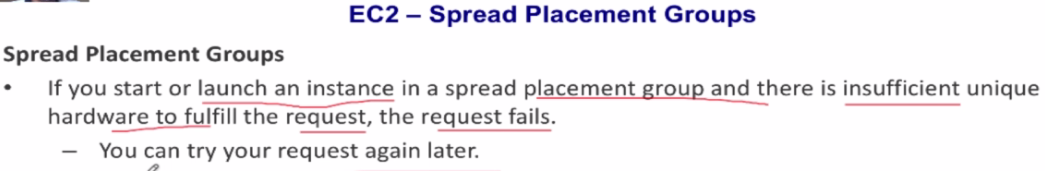 EC2 – Spread Placement Groups
Spread Placement Groups
• If you start or launch an instance in a spread placement group and there is insufficient unique
hardware to fulfill the request, the request fails.
– You can try your request again later.